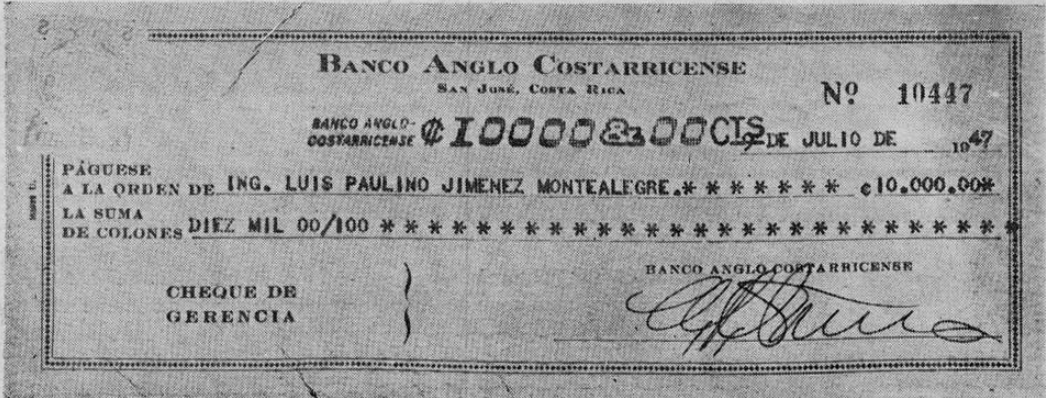 BANCO ANGLO COSTARRICENSE
SAN JOSÉ, COSTA RICA
Nº 10447
BANCO ANGLO-
COSTARRICENSE ₡10000&00CTS
DE JULIO DE 1947
PÁGUESE
A LA ORDEN DE ING. LUIS PAULINO JIMENEZ MONTEALEGRE.* * * * * * * ¢10.000.00*
LA SUMA
DE COLONES DIEZ MIL 00/100 * * * * * * * * * * * * * * * * * * * * * * * * * * *
BANCO ANGLO COSTARRICENSE
CHEQUE DE
GERENCIA